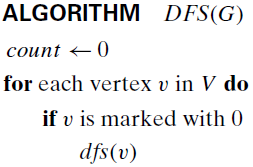 ALGORITHM DFS(G)
count ← 0
for each vertex v in V do
if v is marked with 0
dfs(v)